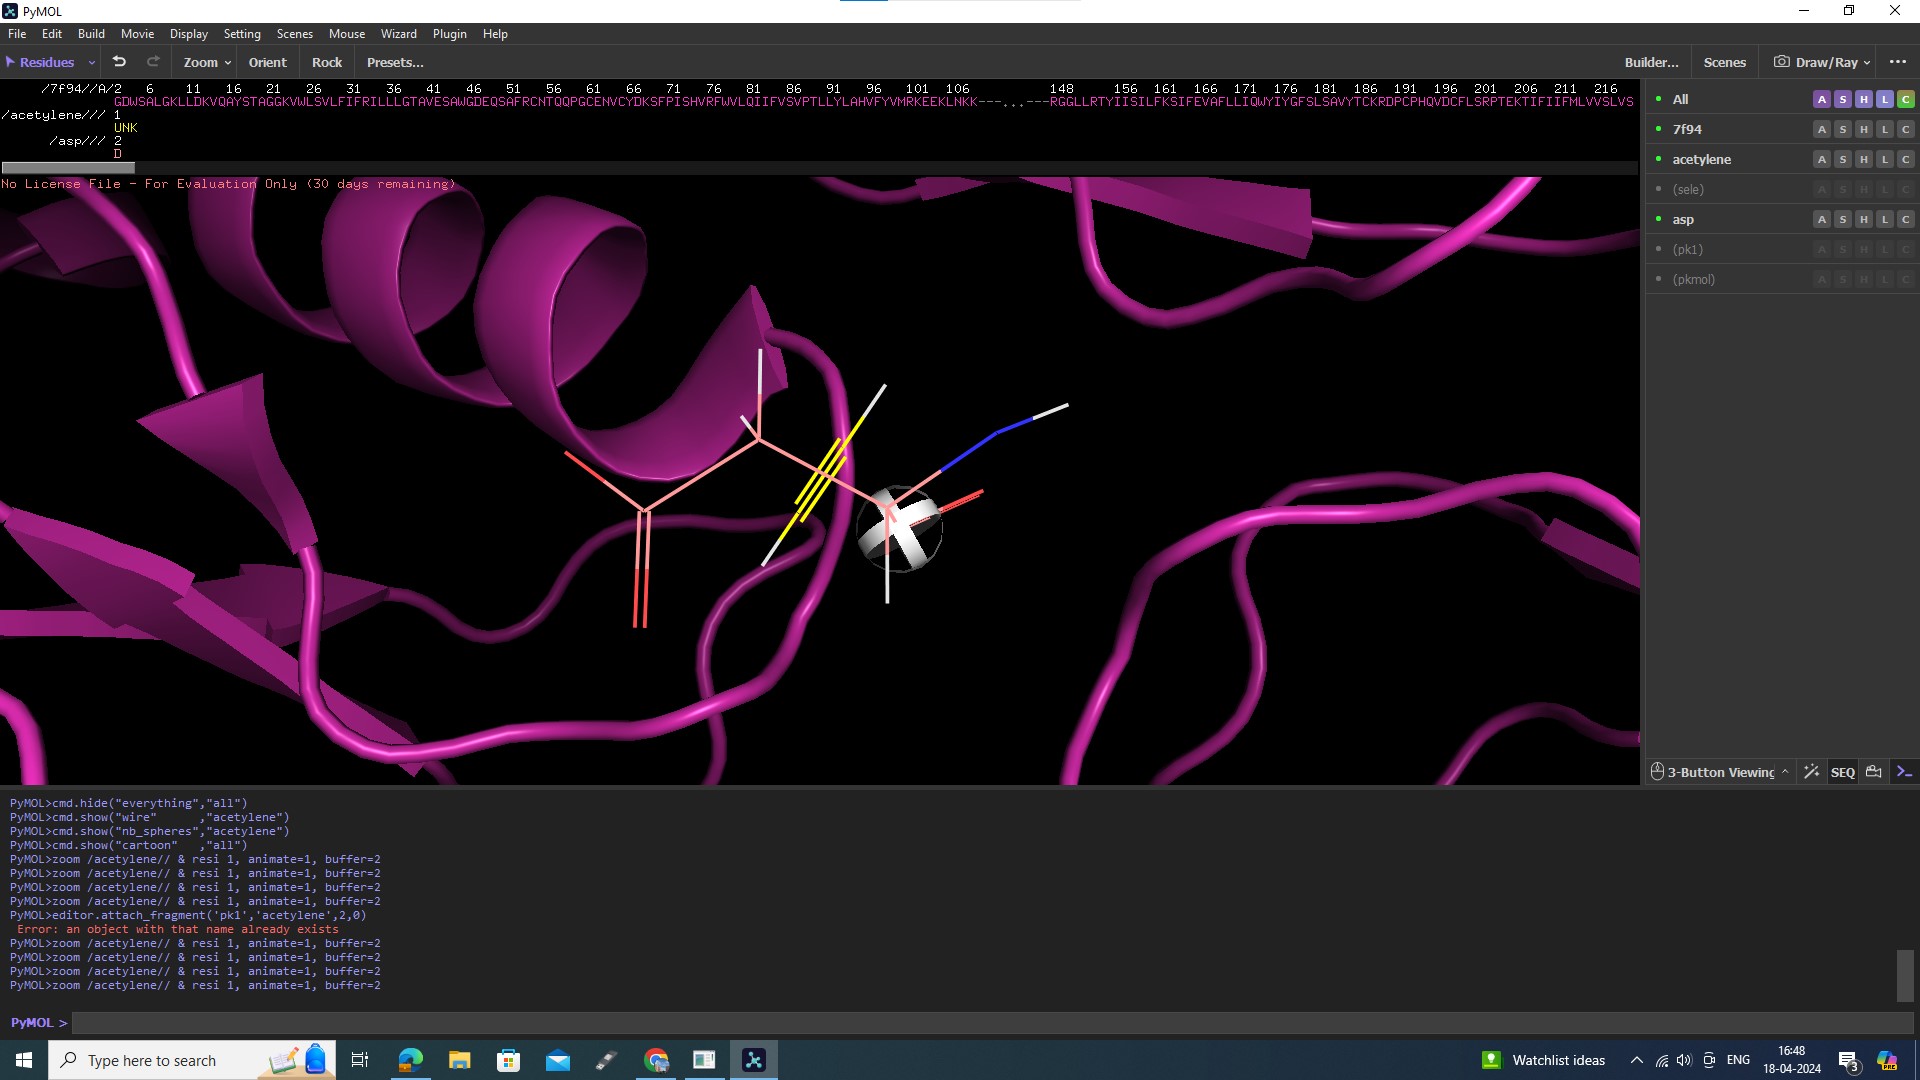 PyMOL
File Edit Build Movie Display Setting Scenes Mouse Wizard Plugin Help
Residues Zoom Orient Rock Presets... Builder... Scenes Draw/Ray
/7f94//A/2 6 11 16 21 26 31 36 41 46 51 56 61 66 71 76 81 86 91 96 101 106 148 156 161 166 171 176 181 186 191 196 201 206 211 216
GDWSALGKLLDKVQAYSTAGGKVWLSVLFIFRILLLGTAVESAWGDEQSAFRCNTQQPGCENVCYDKSFPISHVRFWVLQIIFVSVPTLLYLAHVFYVMRKEEKLNKK---...---RGGLLRTYIISILFKSIFEVAFLLIQWYIYGFSLSAVYTCKRDPCPHQVDCFLSRPTEKTIFIIFMLVVSLVS
/acetylene/// 1
UNK
/asp/// 2
D
No License File - For Evaluation Only (30 days remaining)
All A S H L C
7f94 A S H L C
acetylene A S H L C
(sele) A S H L C
asp A S H L C
(pk1) A S H L C
(pkmol) A S H L C
3-Button Viewing SEQ
PyMOL>cmd.hide("everything","all")
PyMOL>cmd.show("wire"      ,"acetylene")
PyMOL>cmd.show("nb_spheres","acetylene")
PyMOL>cmd.show("cartoon"   ,"all")
PyMOL>zoom /acetylene// & resi 1, animate=1, buffer=2
PyMOL>zoom /acetylene// & resi 1, animate=1, buffer=2
PyMOL>zoom /acetylene// & resi 1, animate=1, buffer=2
PyMOL>zoom /acetylene// & resi 1, animate=1, buffer=2
PyMOL>editor.attach_fragment('pk1','acetylene',2,0)
Error: an object with that name already exists
PyMOL>zoom /acetylene// & resi 1, animate=1, buffer=2
PyMOL>zoom /acetylene// & resi 1, animate=1, buffer=2
PyMOL>zoom /acetylene// & resi 1, animate=1, buffer=2
PyMOL>zoom /acetylene// & resi 1, animate=1, buffer=2
PyMOL >
Type here to search Watchlist ideas ENG 16:48
18-04-2024 3 PRE